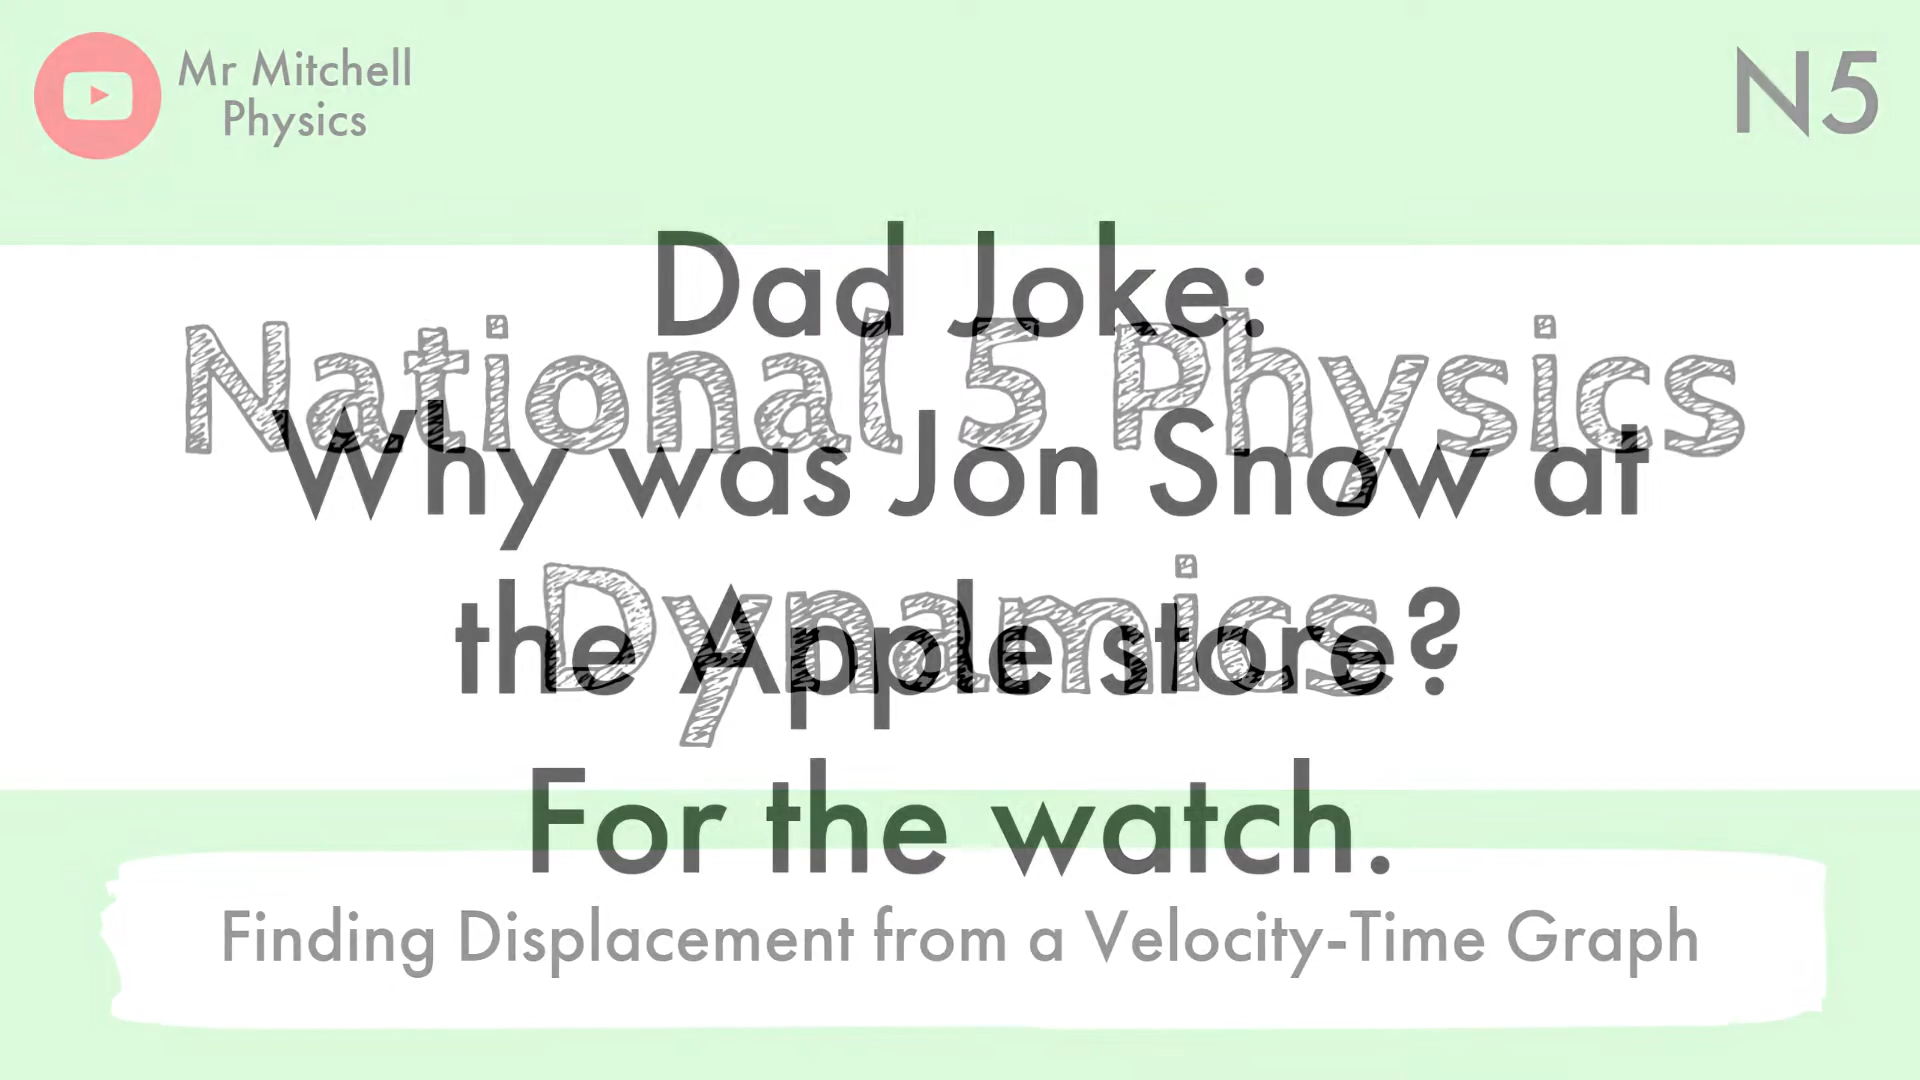 Mr Mitchell
Physics
N5
Dad Joke:
National 5 Physics
Why was Jon Snow at
Dynamics
the Apple store?
For the watch.
Finding Displacement from a Velocity-Time Graph